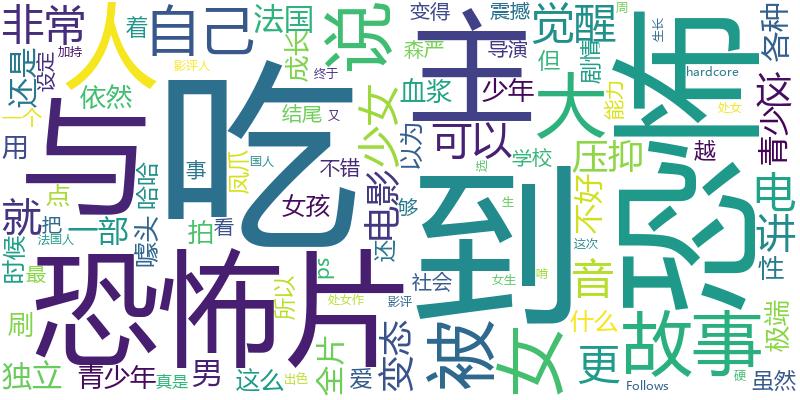 非常
人
自己
法国
着
加持
设定
还是
依然
一个
用
与
吃
成长
森严
影评人
终于
说
变得
震撼
周
主
导演
剧情
觉醒
但
hardcore
生长
各种
少年
大
能力
处女
青少
这
恐怖
血浆
结尾
又
少女
以为
可以
学校
压抑
越
事
凤爪
国人
不错
电影
够
点
哈哈
就
把
一部
噱头
拍
看
女孩
还
到
不好
电
讲
时候
法国人
最
恐怖片
ps
所以
社会
女生
生
啃
这次
音
性
刷
处女作
影评
什么
故事
极端
独立
青少年
真是
男
这么
出色
全片
爱
变态
被
女
更
Follows
硬
虽然